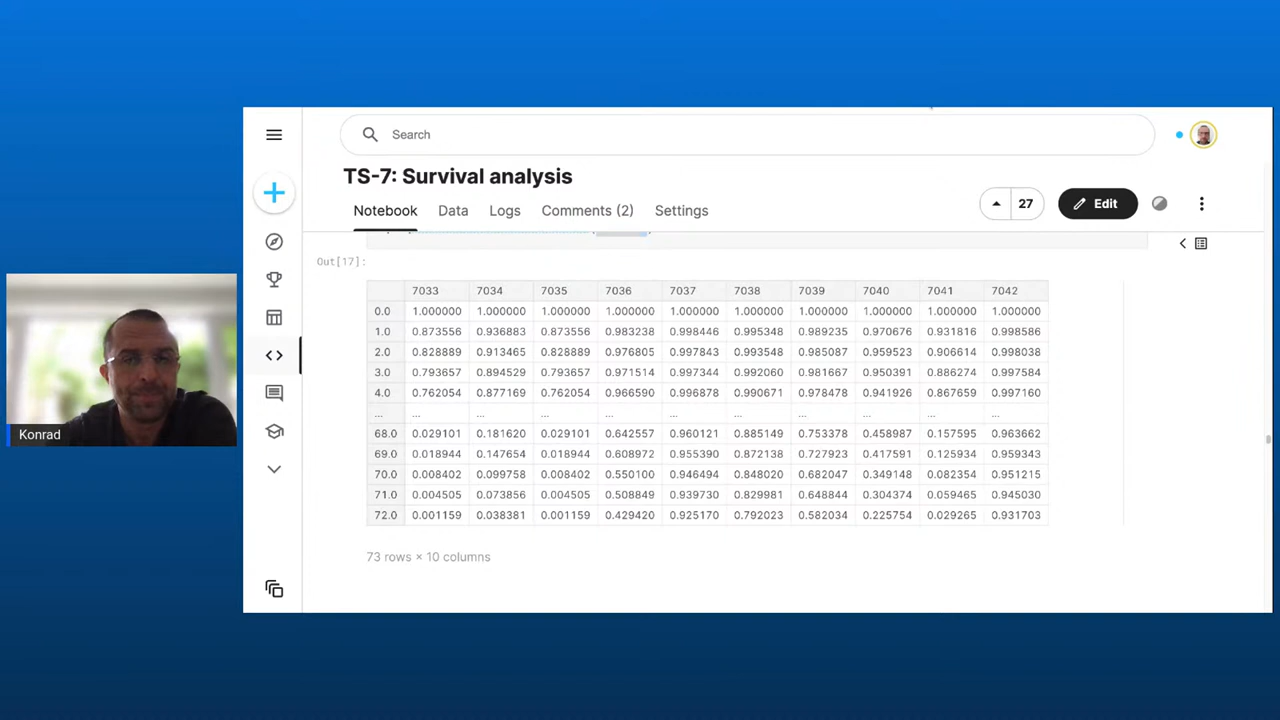 Search
TS-7: Survival analysis
Notebook Data Logs Comments (2) Settings
27 Edit
Out[17]:
7033 7034 7035 7036 7037 7038 7039 7040 7041 7042
0.0 1.000000 1.000000 1.000000 1.000000 1.000000 1.000000 1.000000 1.000000 1.000000 1.000000
1.0 0.873556 0.936883 0.873556 0.983238 0.998446 0.995348 0.989235 0.970676 0.931816 0.998586
2.0 0.828889 0.913465 0.828889 0.976805 0.997843 0.993548 0.985087 0.959523 0.906614 0.998038
3.0 0.793657 0.894529 0.793657 0.971514 0.997344 0.992060 0.981667 0.950391 0.886274 0.997584
4.0 0.762054 0.877169 0.762054 0.966590 0.996878 0.990671 0.978478 0.941926 0.867659 0.997160
... ... ... ... ... ... ... ... ... ... ...
68.0 0.029101 0.181620 0.029101 0.642557 0.960121 0.885149 0.753378 0.458987 0.157595 0.963662
69.0 0.018944 0.147654 0.018944 0.608972 0.955390 0.872138 0.727923 0.417591 0.125934 0.959343
70.0 0.008402 0.099758 0.008402 0.550100 0.946494 0.848020 0.682047 0.349148 0.082354 0.951215
71.0 0.004505 0.073856 0.004505 0.508849 0.939730 0.829981 0.648844 0.304374 0.059465 0.945030
72.0 0.001159 0.038381 0.001159 0.429420 0.925170 0.792023 0.582034 0.225754 0.029265 0.931703
73 rows × 10 columns
Konrad